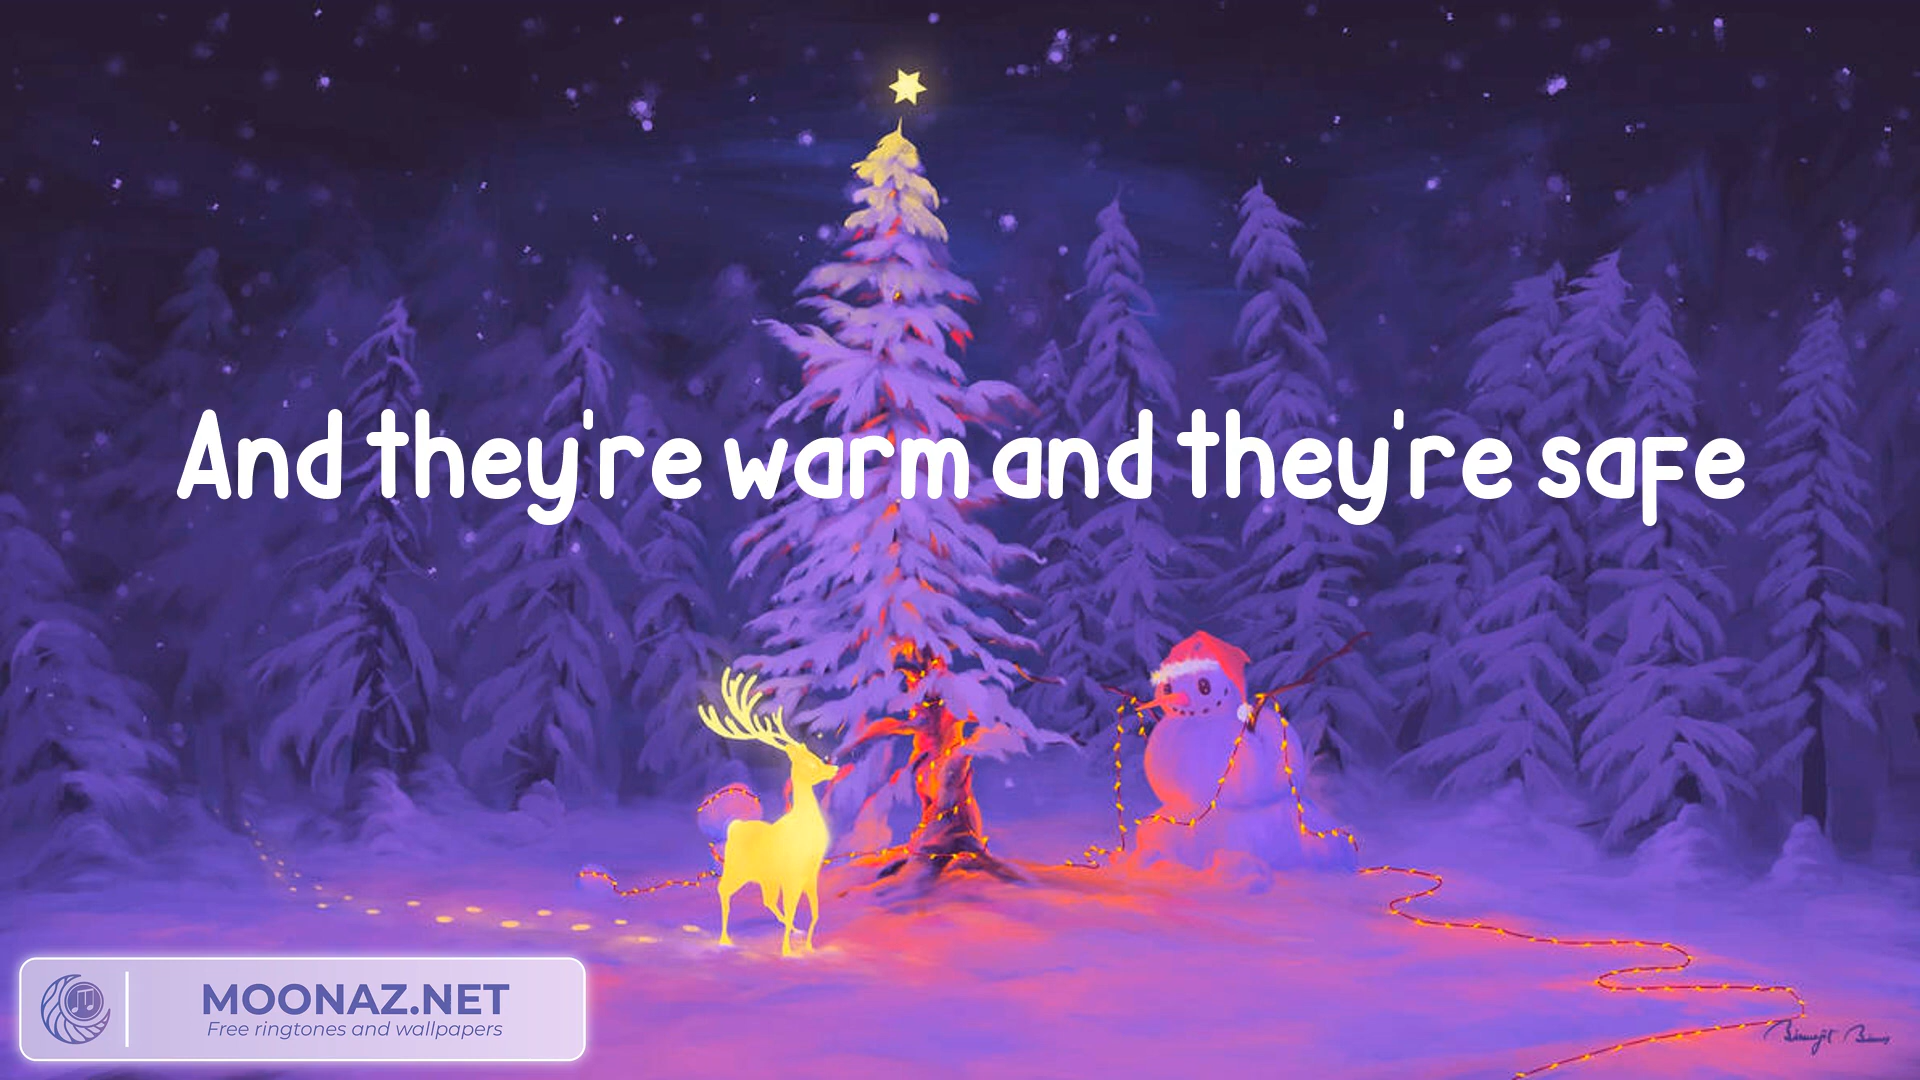 And they're warm and they're safe
MOONAZ.NET
Free ringtones and wallpapers